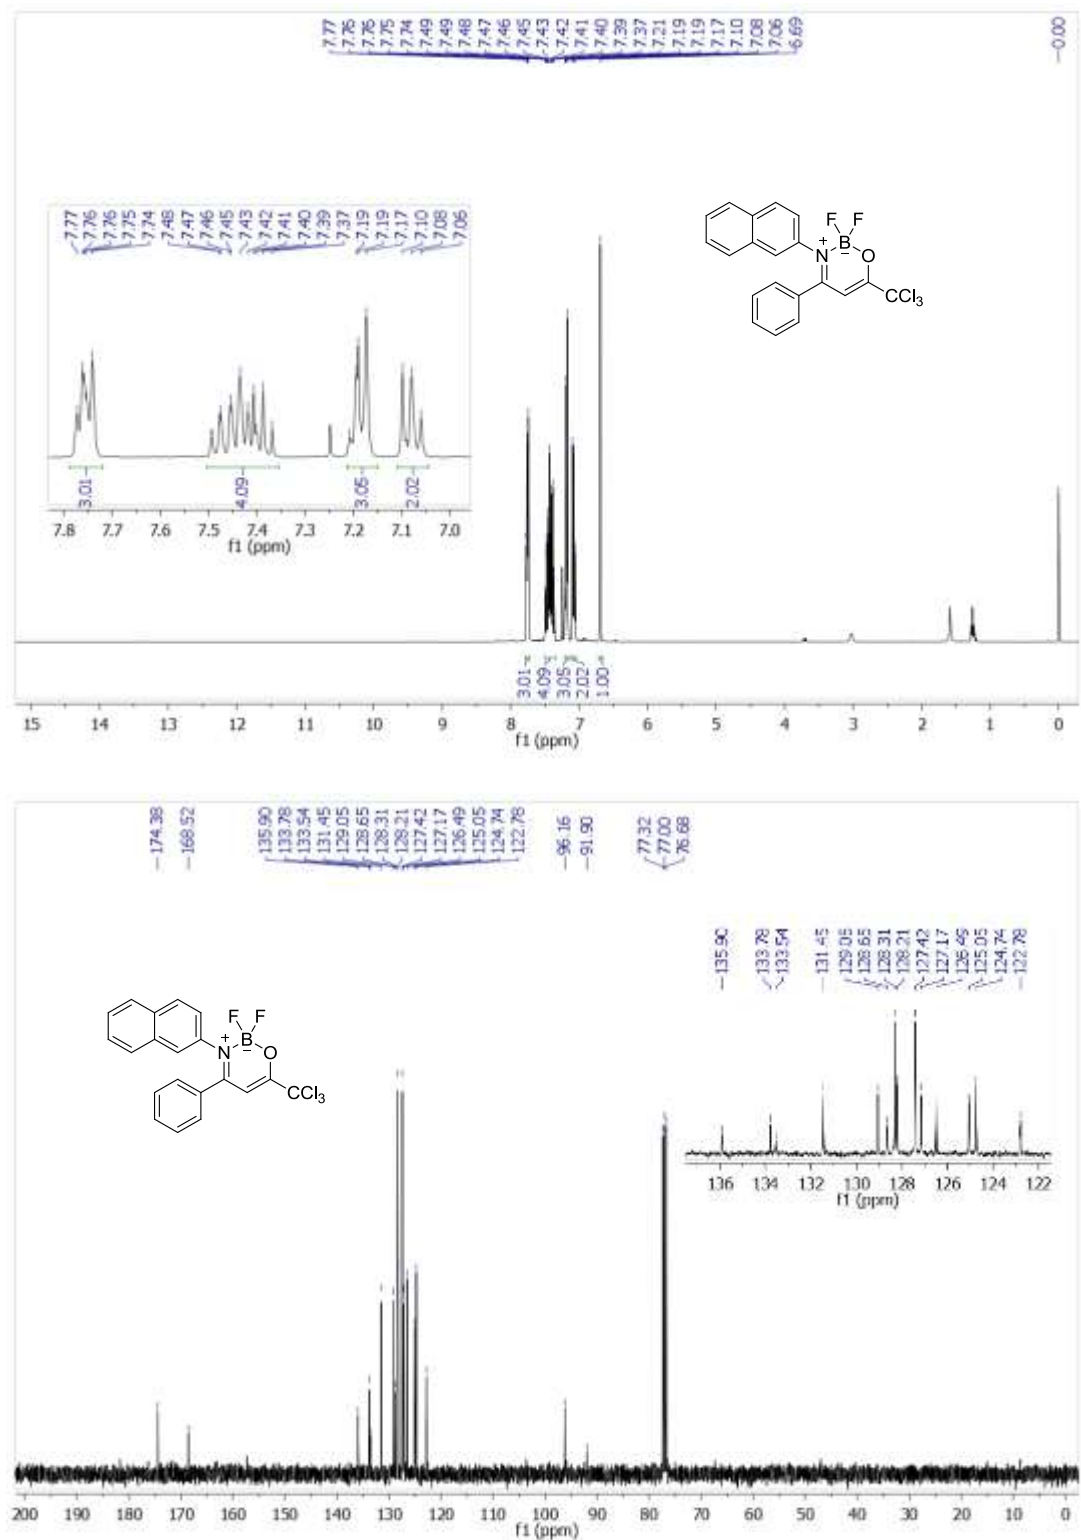 7.77 7.76 7.76 7.75 7.74 7.49 7.49 7.48 7.47 7.46 7.45 7.43 7.42 7.41 7.40 7.39 7.37 7.21 7.19 7.19 7.17 7.10 7.08 7.06 6.69
—0.00
7.77 7.76 7.76 7.75 7.74 7.48 7.47 7.46 7.45 7.43 7.42 7.41 7.40 7.39 7.37 7.19 7.19 7.17 7.10 7.08 7.06
F F
+
N B O
−
CCl3
3.01 4.09 3.05 2.02
7.8 7.7 7.6 7.5 7.4 7.3 7.2 7.1 7.0
f1 (ppm)
3.01 4.09 3.05 2.02 1.00
15 14 13 12 11 10 9 8 7 6 5 4 3 2 1 0
f1 (ppm)
—174.38
—168.52
135.90 133.78 133.54 131.45 129.05 128.65 128.31 128.21 127.42 127.17 126.49 125.05 124.74 122.78
—96.16
—91.90
77.32 77.00 76.68
—135.90 133.78 133.54 —131.45 129.05 128.65 128.31 128.21 127.42 127.17 126.49 125.05 124.74 —122.78
F F
+
N B O
−
CCl3
136 134 132 130 128 126 124 122
f1 (ppm)
200 190 180 170 160 150 140 130 120 110 100 90 80 70 60 50 40 30 20 10 0
f1 (ppm)